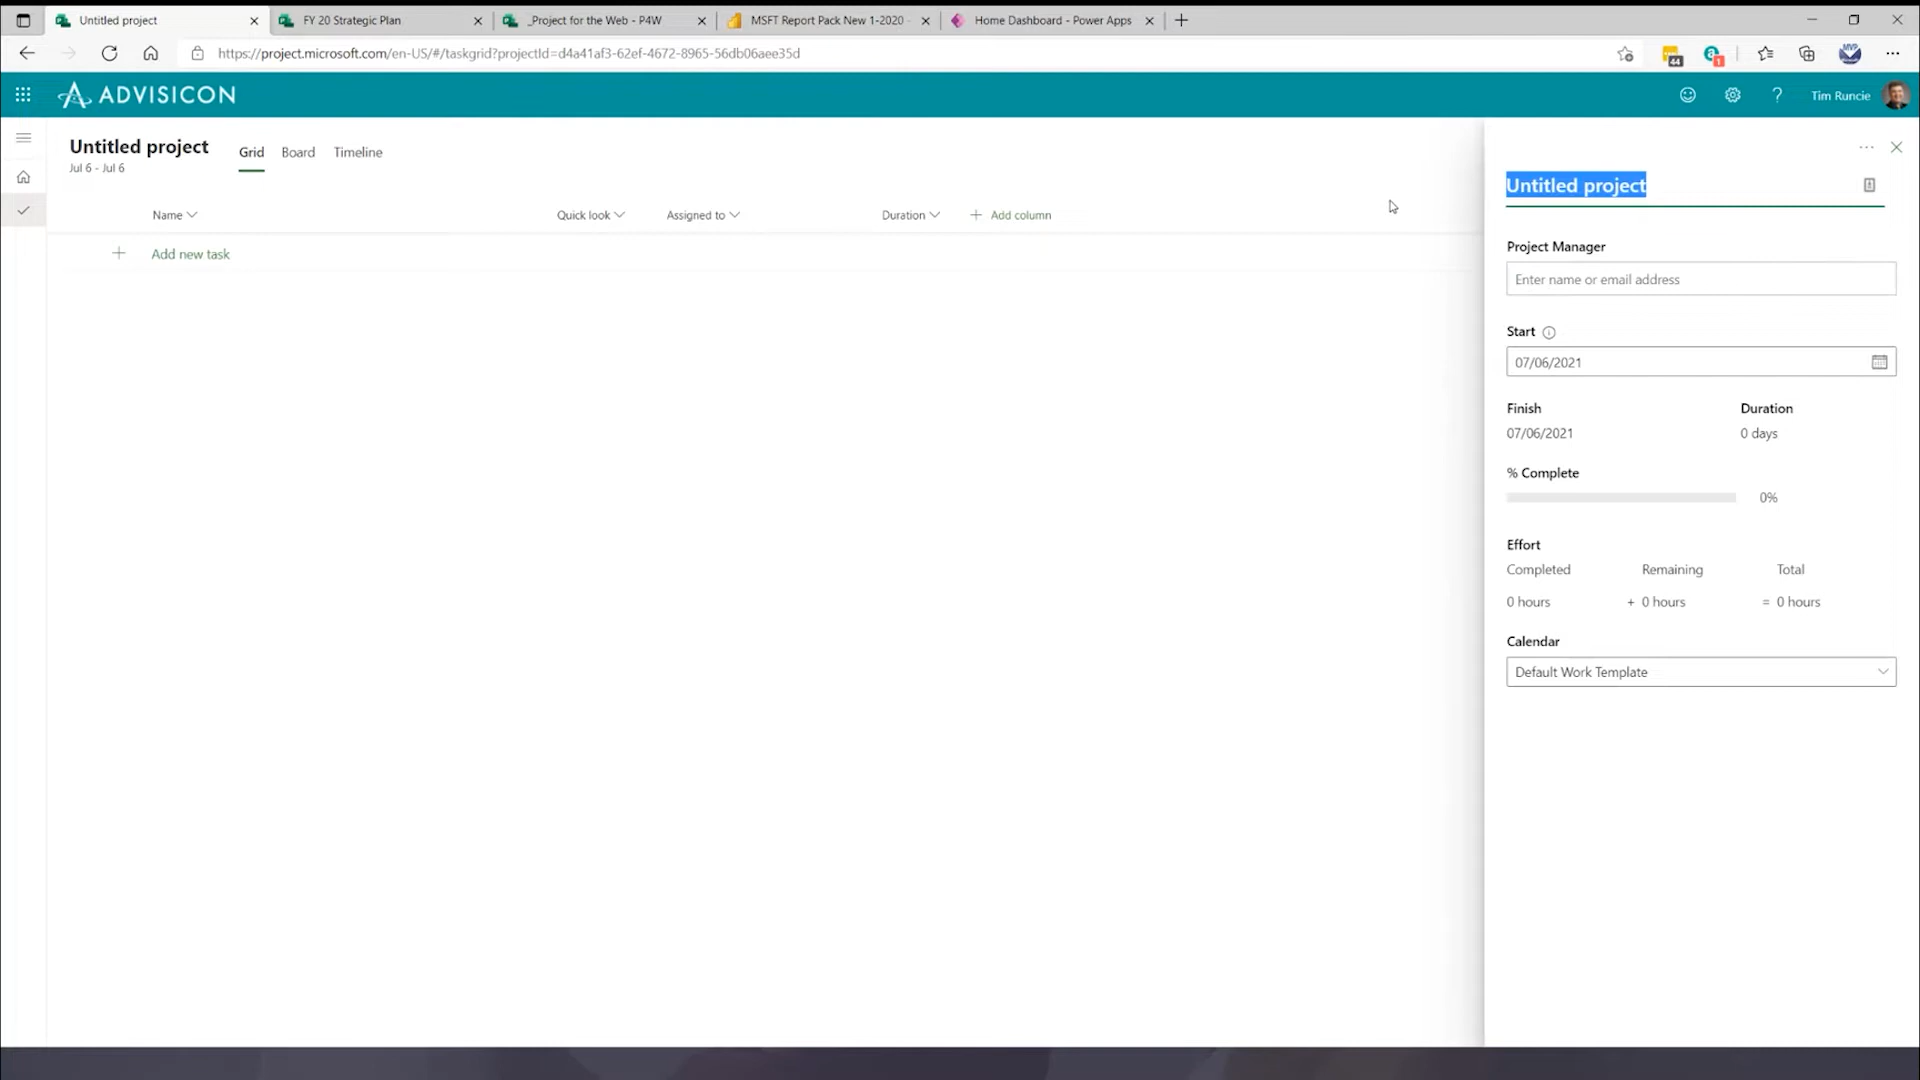 Untitled project
FY 20 Strategic Plan
_Project for the Web - P4W
MSFT Report Pack New 1-2020 -
Home Dashboard - Power Apps
https://project.microsoft.com/en-US/#/taskgrid?projectId=d4a41af3-62ef-4672-8965-56db06aee35d
44
a
1
MVP
ADVISICON
?
Tim Runcie
Untitled project
Jul 6 - Jul 6
Grid
Board
Timeline
Name
Quick look
Assigned to
Duration
+ Add column
+ Add new task
Untitled project
Project Manager
Enter name or email address
Start
07/06/2021
Finish
Duration
07/06/2021
0 days
% Complete
0%
Effort
Completed
Remaining
Total
0 hours
+ 0 hours
= 0 hours
Calendar
Default Work Template